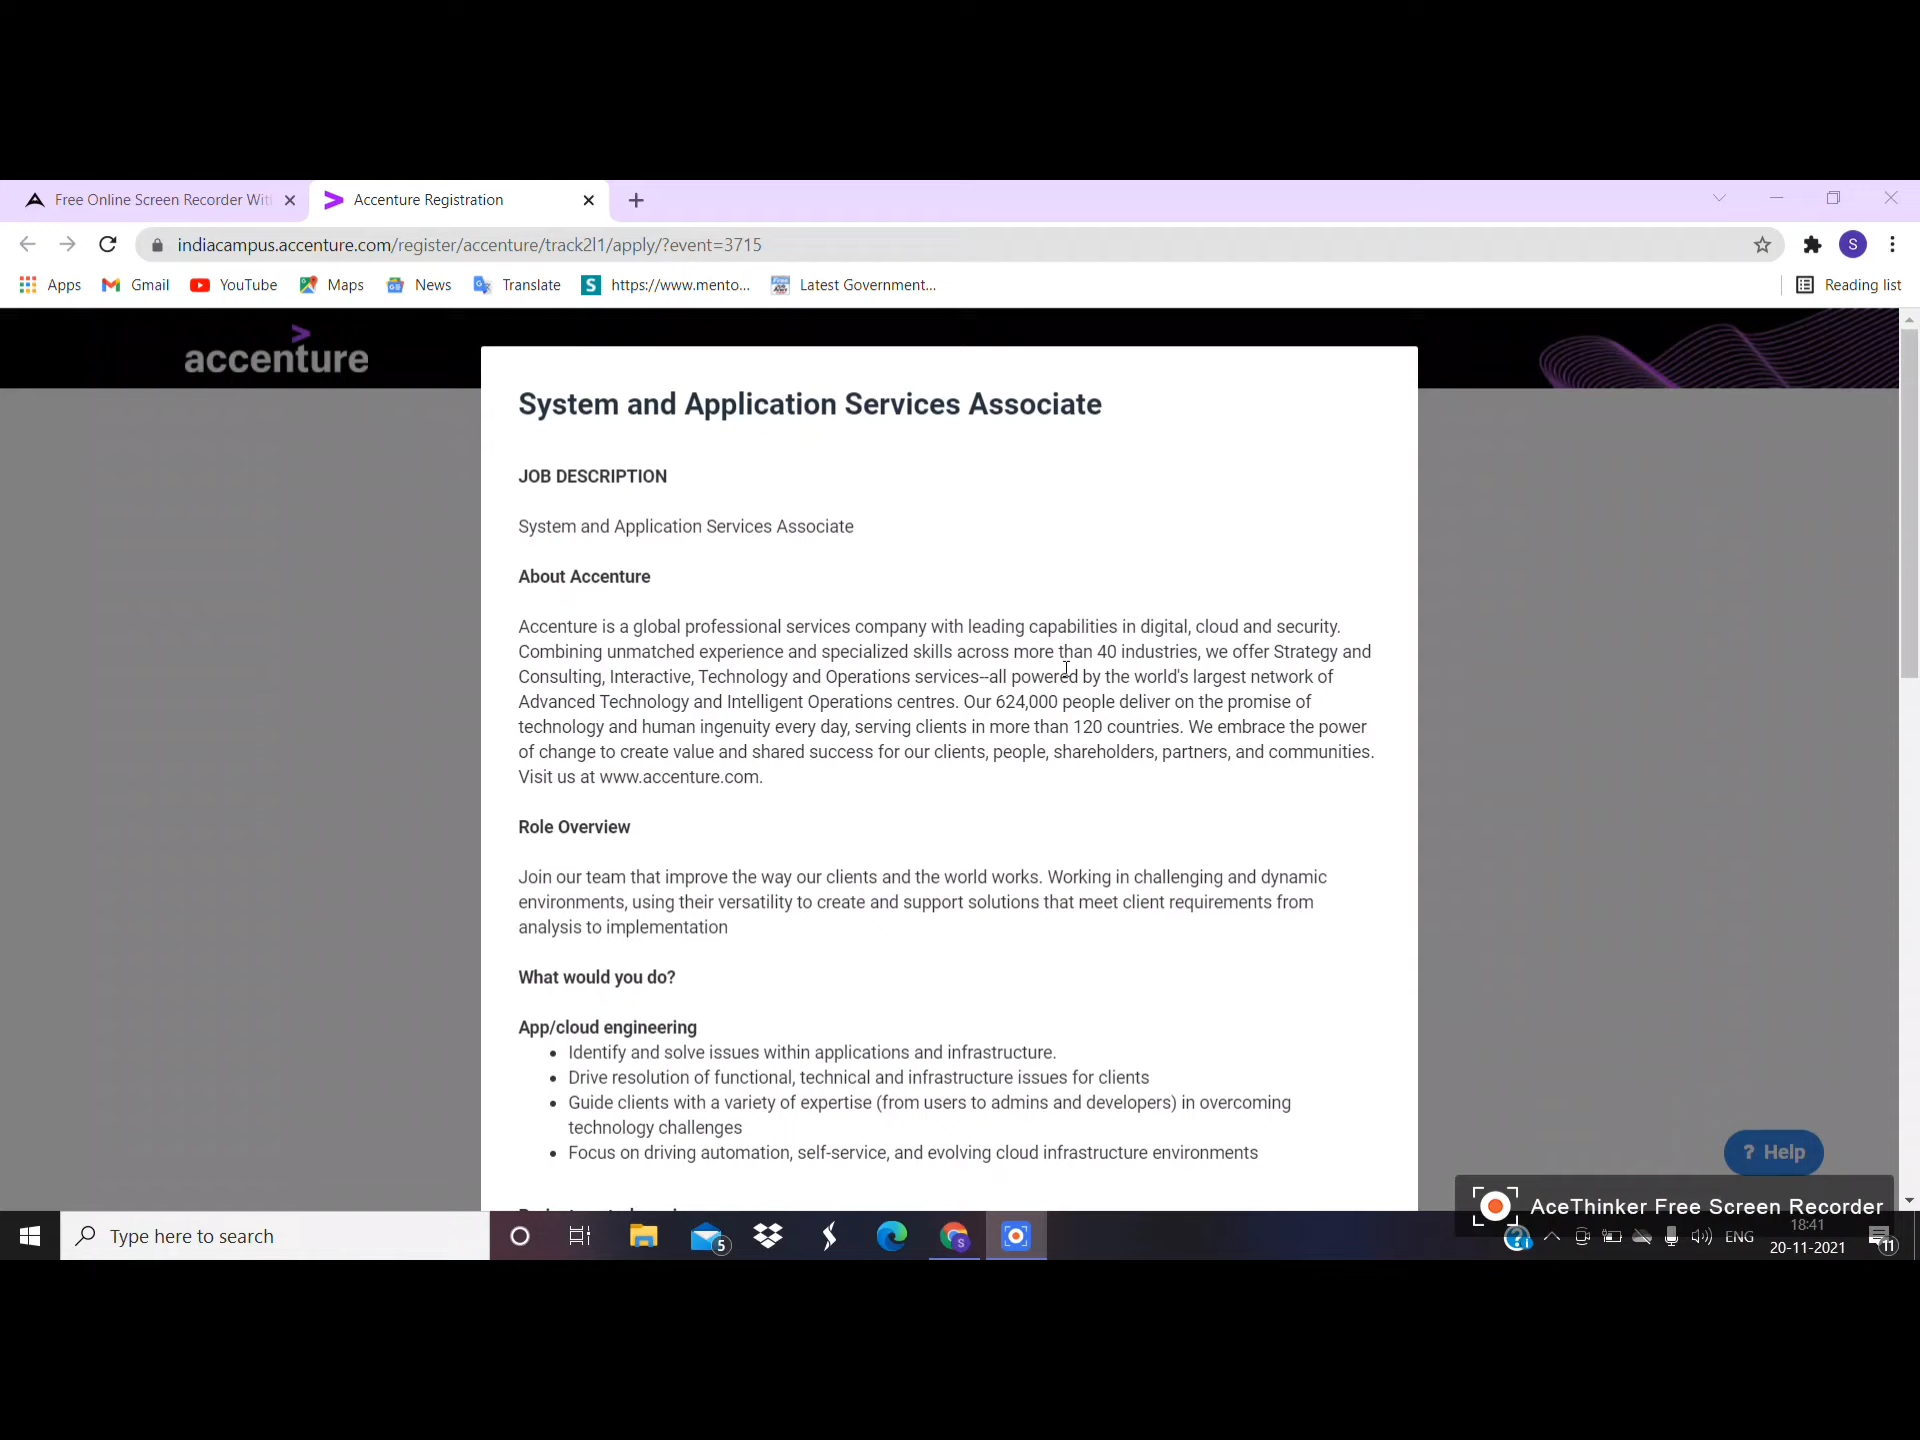 Free Online Screen Recorder Wit
Accenture Registration
indiacampus.accenture.com/register/accenture/track2l1/apply/?event=3715
S
Apps
Gmail
YouTube
Maps
News
Translate
S
https://www.mento...
Latest Government...
Reading list
accenture
System and Application Services Associate
JOB DESCRIPTION
System and Application Services Associate
About Accenture
Accenture is a global professional services company with leading capabilities in digital, cloud and security.
Combining unmatched experience and specialized skills across more than 40 industries, we offer Strategy and
Consulting, Interactive, Technology and Operations services--all powered by the world's largest network of
Advanced Technology and Intelligent Operations centres. Our 624,000 people deliver on the promise of
technology and human ingenuity every day, serving clients in more than 120 countries. We embrace the power
of change to create value and shared success for our clients, people, shareholders, partners, and communities.
Visit us at www.accenture.com.
Role Overview
Join our team that improve the way our clients and the world works. Working in challenging and dynamic
environments, using their versatility to create and support solutions that meet client requirements from
analysis to implementation
What would you do?
App/cloud engineering
• Identify and solve issues within applications and infrastructure.
• Drive resolution of functional, technical and infrastructure issues for clients
• Guide clients with a variety of expertise (from users to admins and developers) in overcoming
technology challenges
• Focus on driving automation, self-service, and evolving cloud infrastructure environments
? Help
AceThinker Free Screen Recorder
Type here to search
5
S
ENG
18:41
20-11-2021
11